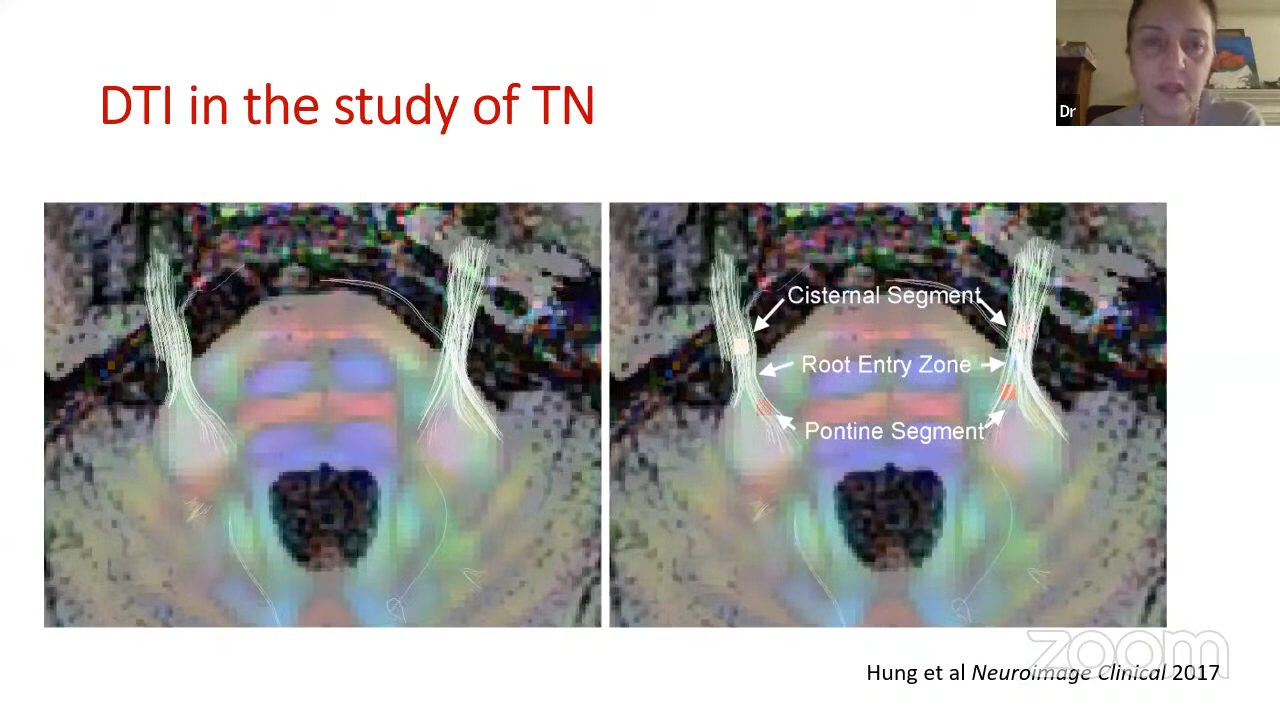 DTI in the study of TN
Dr
Cisternal Segment
Root Entry Zone
Pontine Segment
zoom
Hung et al Neuroimage Clinical 2017